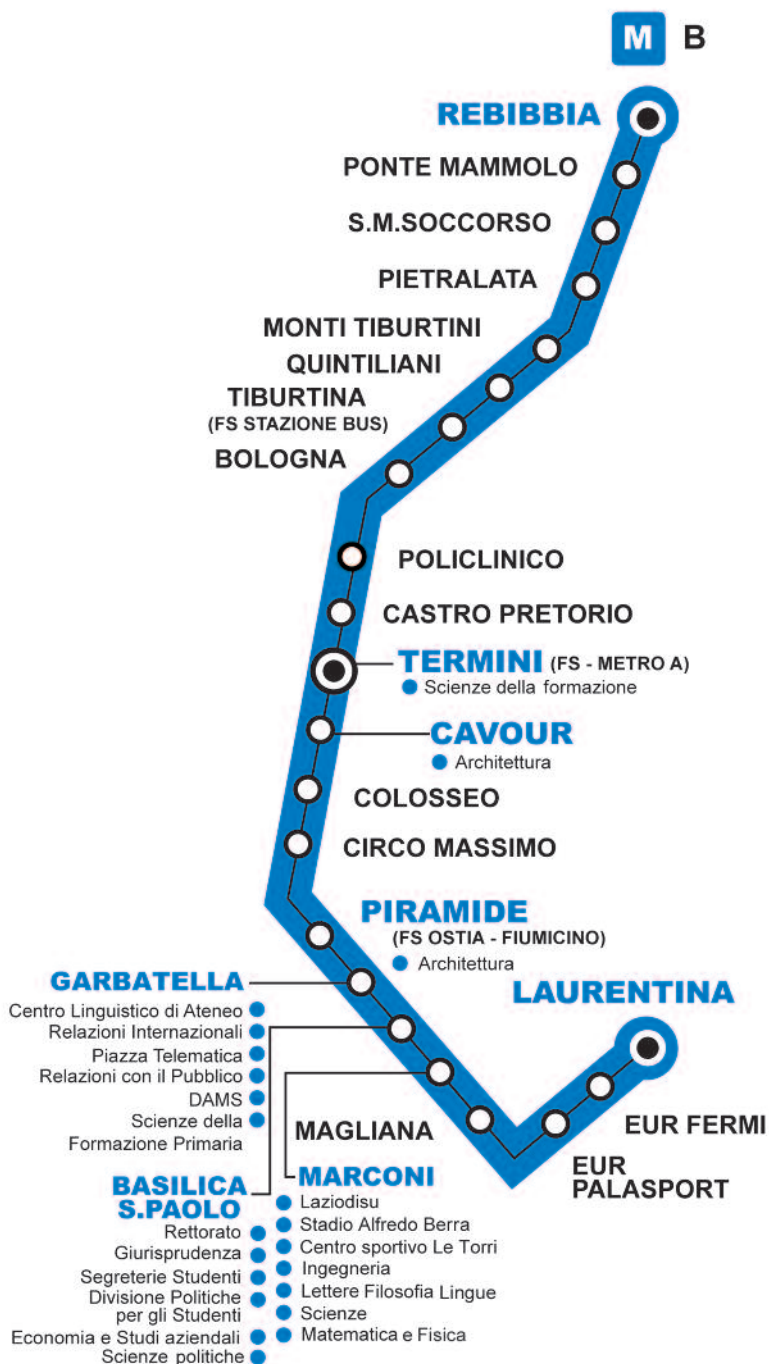 M B
REBIBBIA
PONTE MAMMOLO
S.M.SOCCORSO
PIETRALATA
MONTI TIBURTINI
QUINTILIANI
TIBURTINA
(FS STAZIONE BUS)
BOLOGNA
POLICLINICO
CASTRO PRETORIO
TERMINI (FS - METRO A)
Scienze della formazione
CAVOUR
Architettura
COLOSSEO
CIRCO MASSIMO
PIRAMIDE
(FS OSTIA - FIUMICINO)
Architettura
GARBATELLA
Centro Linguistico di Ateneo
Relazioni Internazionali
Piazza Telematica
Relazioni con il Pubblico
DAMS
Scienze della
Formazione Primaria
BASILICA
S.PAOLO
Rettorato
Giurisprudenza
Segreterie Studenti
Divisione Politiche
per gli Studenti
Economia e Studi aziendali
Scienze politiche
MARCONI
Laziodisu
Stadio Alfredo Berra
Centro sportivo Le Torri
Ingegneria
Lettere Filosofia Lingue
Scienze
Matematica e Fisica
MAGLIANA
EUR
PALASPORT
EUR FERMI
LAURENTINA